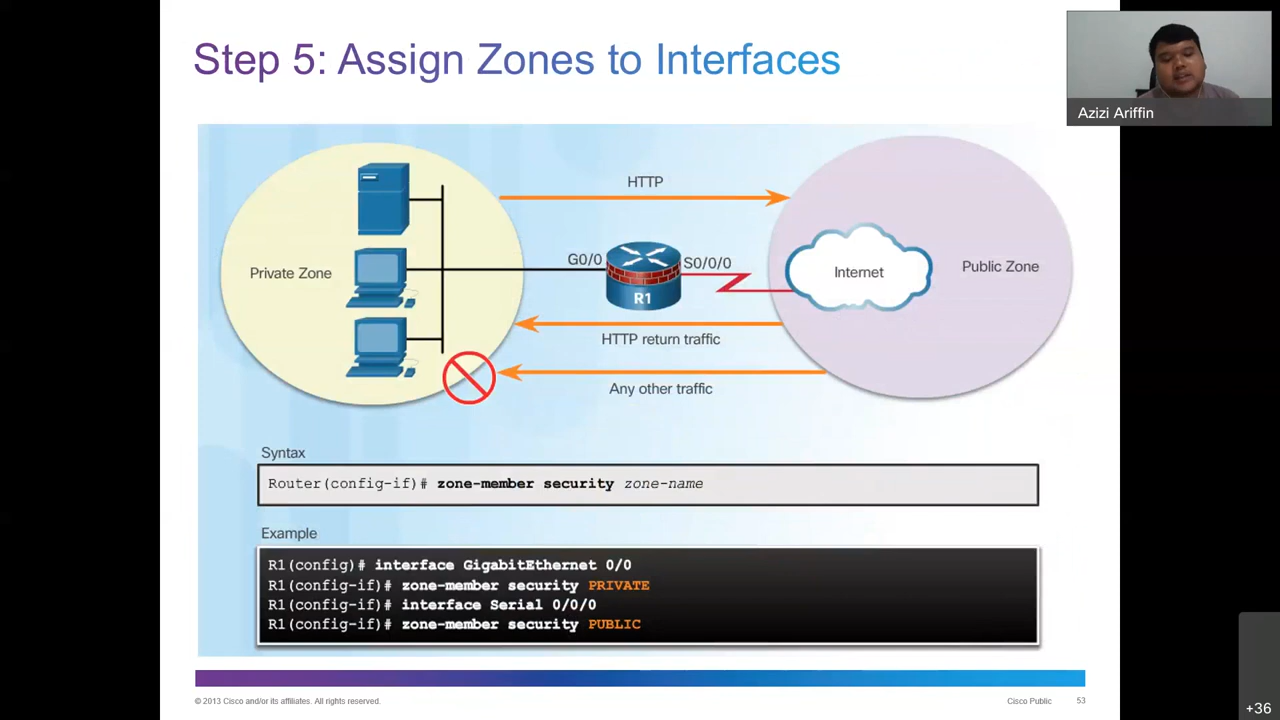 Step 5: Assign Zones to Interfaces
Azizi Ariffin
HTTP
Private Zone
G0/0
S0/0/0
R1
Internet
Public Zone
HTTP return traffic
Any other traffic
Syntax
Router(config-if)# zone-member security zone-name
Example
R1(config)# interface GigabitEthernet 0/0
R1(config-if)# zone-member security PRIVATE
R1(config-if)# interface Serial 0/0/0
R1(config-if)# zone-member security PUBLIC
© 2013 Cisco and/or its affiliates. All rights reserved.
Cisco Public
53
+36